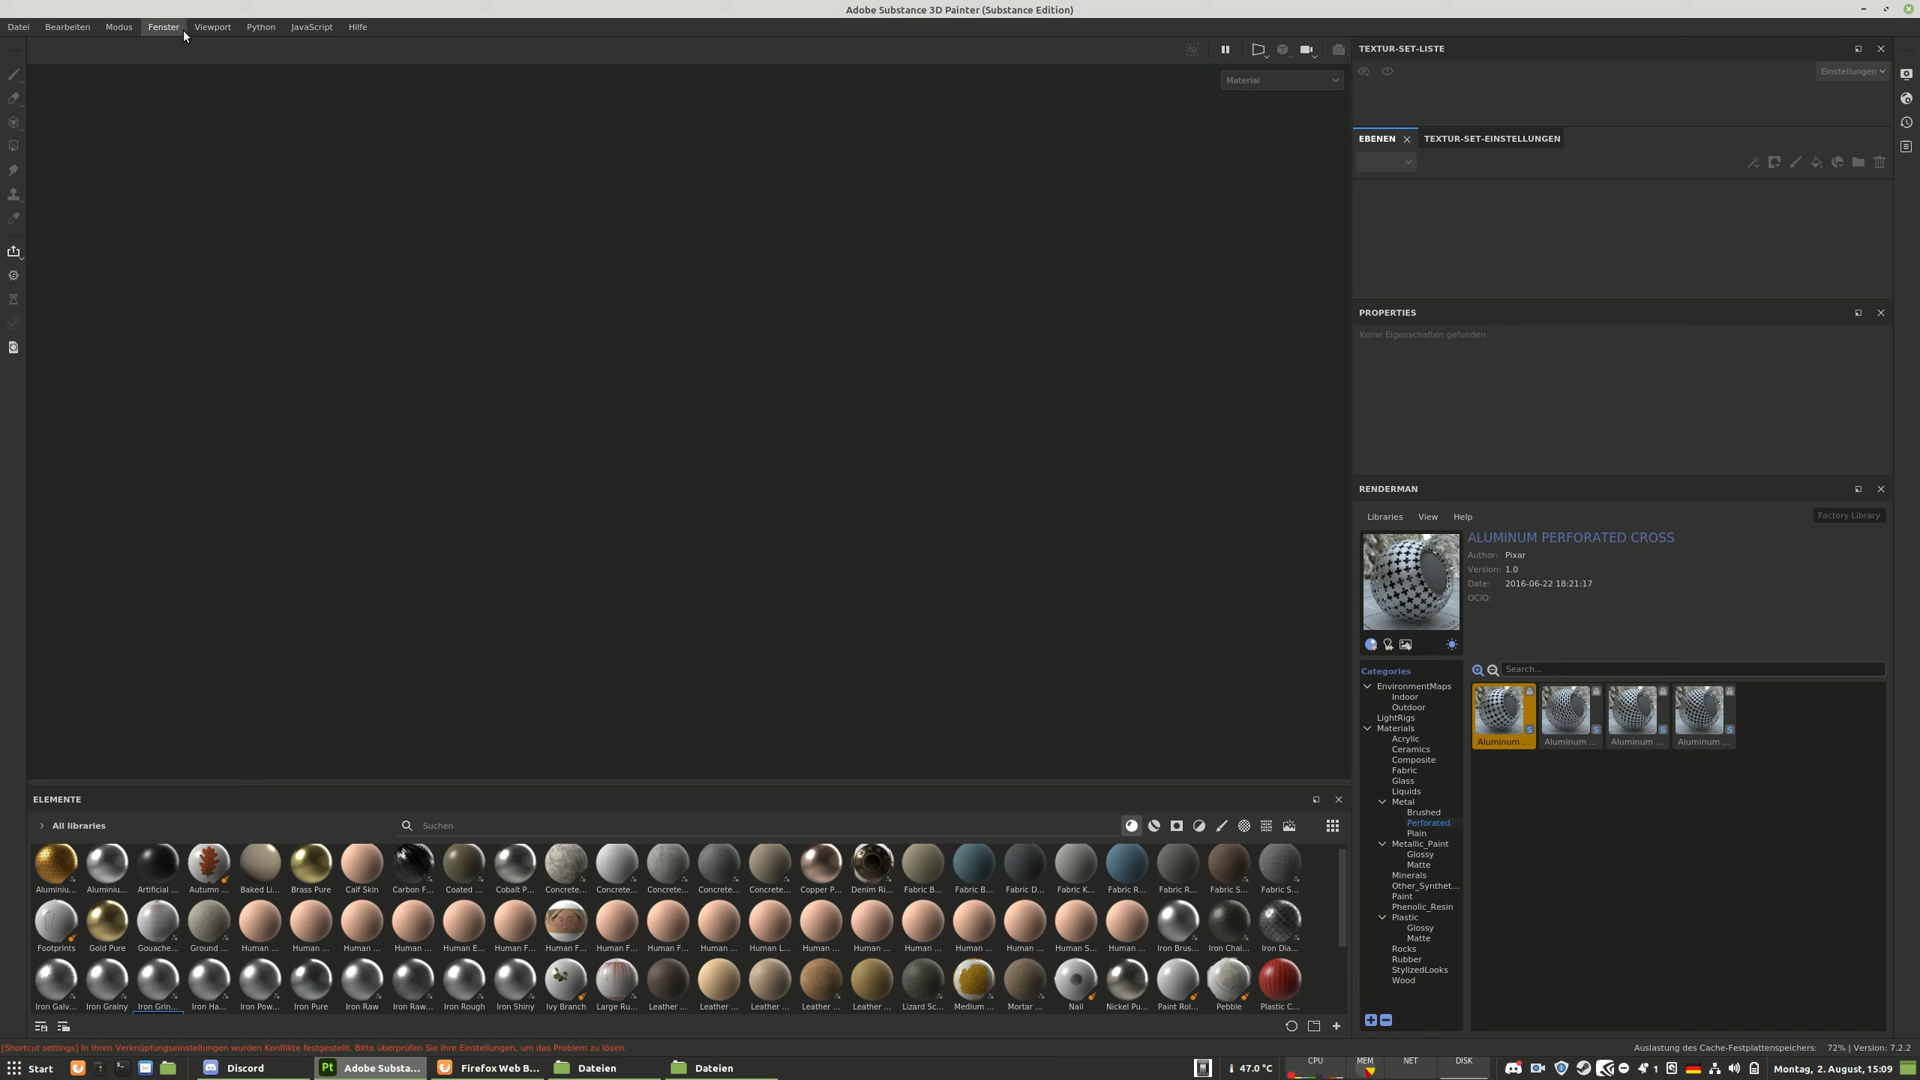 Adobe Substance 3D Painter (Substance Edition)
Datei Bearbeiten Modus Fenster Viewport Python JavaScript Hilfe
Material
TEXTUR-SET-LISTE
Einstellungen
EBENEN TEXTUR-SET-EINSTELLUNGEN
PROPERTIES
Keine Eigenschaften gefunden
RENDERMAN
Libraries View Help Factory Library
ALUMINUM PERFORATED CROSS
Author: Pixar
Version: 1.0
Date: 2016-06-22 18:21:17
OCIO:
Categories
Search...
EnvironmentMaps
Indoor
Outdoor
LightRigs
Materials
Acrylic
Ceramics
Composite
Fabric
Glass
Liquids
Metal
Brushed
Perforated
Plain
Metallic_Paint
Glossy
Matte
Minerals
Other_Synthet...
Paint
Phenolic_Resin
Plastic
Glossy
Matte
Rocks
Rubber
StylizedLooks
Wood
Aluminum ... Aluminum ... Aluminum ... Aluminum ...
ELEMENTE
All libraries Suchen
Aluminiu... Aluminiu... Artificial ... Autumn ... Baked Li... Brass Pure Calf Skin Carbon F... Coated ... Cobalt P... Concrete... Concrete... Concrete... Concrete... Concrete... Copper P... Denim Ri... Fabric B... Fabric B... Fabric D... Fabric K... Fabric R... Fabric R... Fabric S... Fabric S...
Footprints Gold Pure Gouache... Ground ... Human ... Human ... Human ... Human ... Human E... Human F... Human F... Human F... Human F... Human ... Human L... Human ... Human ... Human ... Human ... Human ... Human S... Human ... Iron Brus... Iron Chai... Iron Dia...
Iron Galv... Iron Grainy Iron Grin... Iron Ha... Iron Pow... Iron Pure Iron Raw Iron Raw... Iron Rough Iron Shiny Ivy Branch Large Ru... Leather ... Leather ... Leather ... Leather ... Leather ... Lizard Sc... Medium ... Mortar ... Nail Nickel Pu... Paint Rol... Pebble Plastic C...
[Shortcut settings] In Ihren Verknüpfungseinstellungen wurden Konflikte festgestellt. Bitte überprüfen Sie Ihre Einstellungen, um das Problem zu lösen.
Auslastung des Cache-Festplattenspeichers: 72% | Version: 7.2.2
Start Discord Pt Adobe Substa... Firefox Web B... Dateien Dateien 47.0 °C CPU MEM NET DISK 1 Montag, 2. August, 15:09